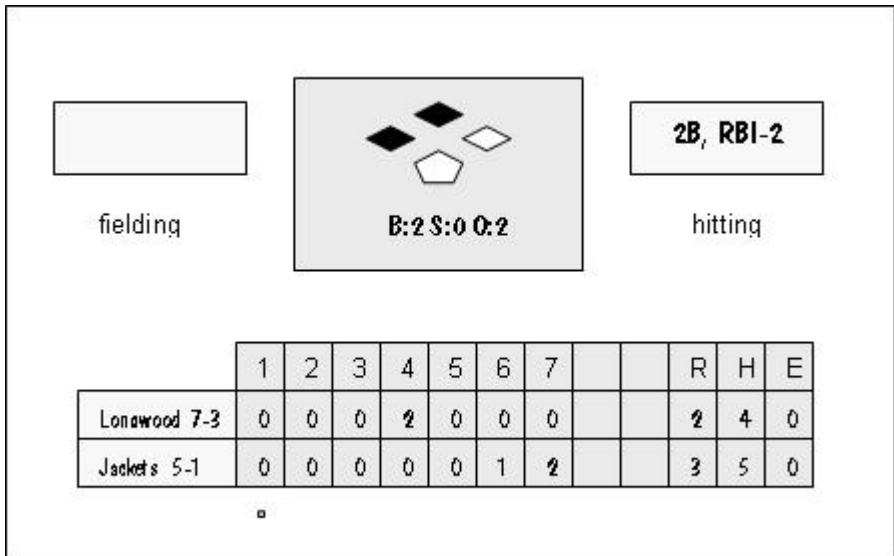 2B, RBI-2
fielding
B:2 S:0 O:2
hitting
1 2 3 4 5 6 7 R H E
Longwood 7-3 0 0 0 2 0 0 0 2 4 0
Jackets 5-1 0 0 0 0 0 1 2 3 5 0